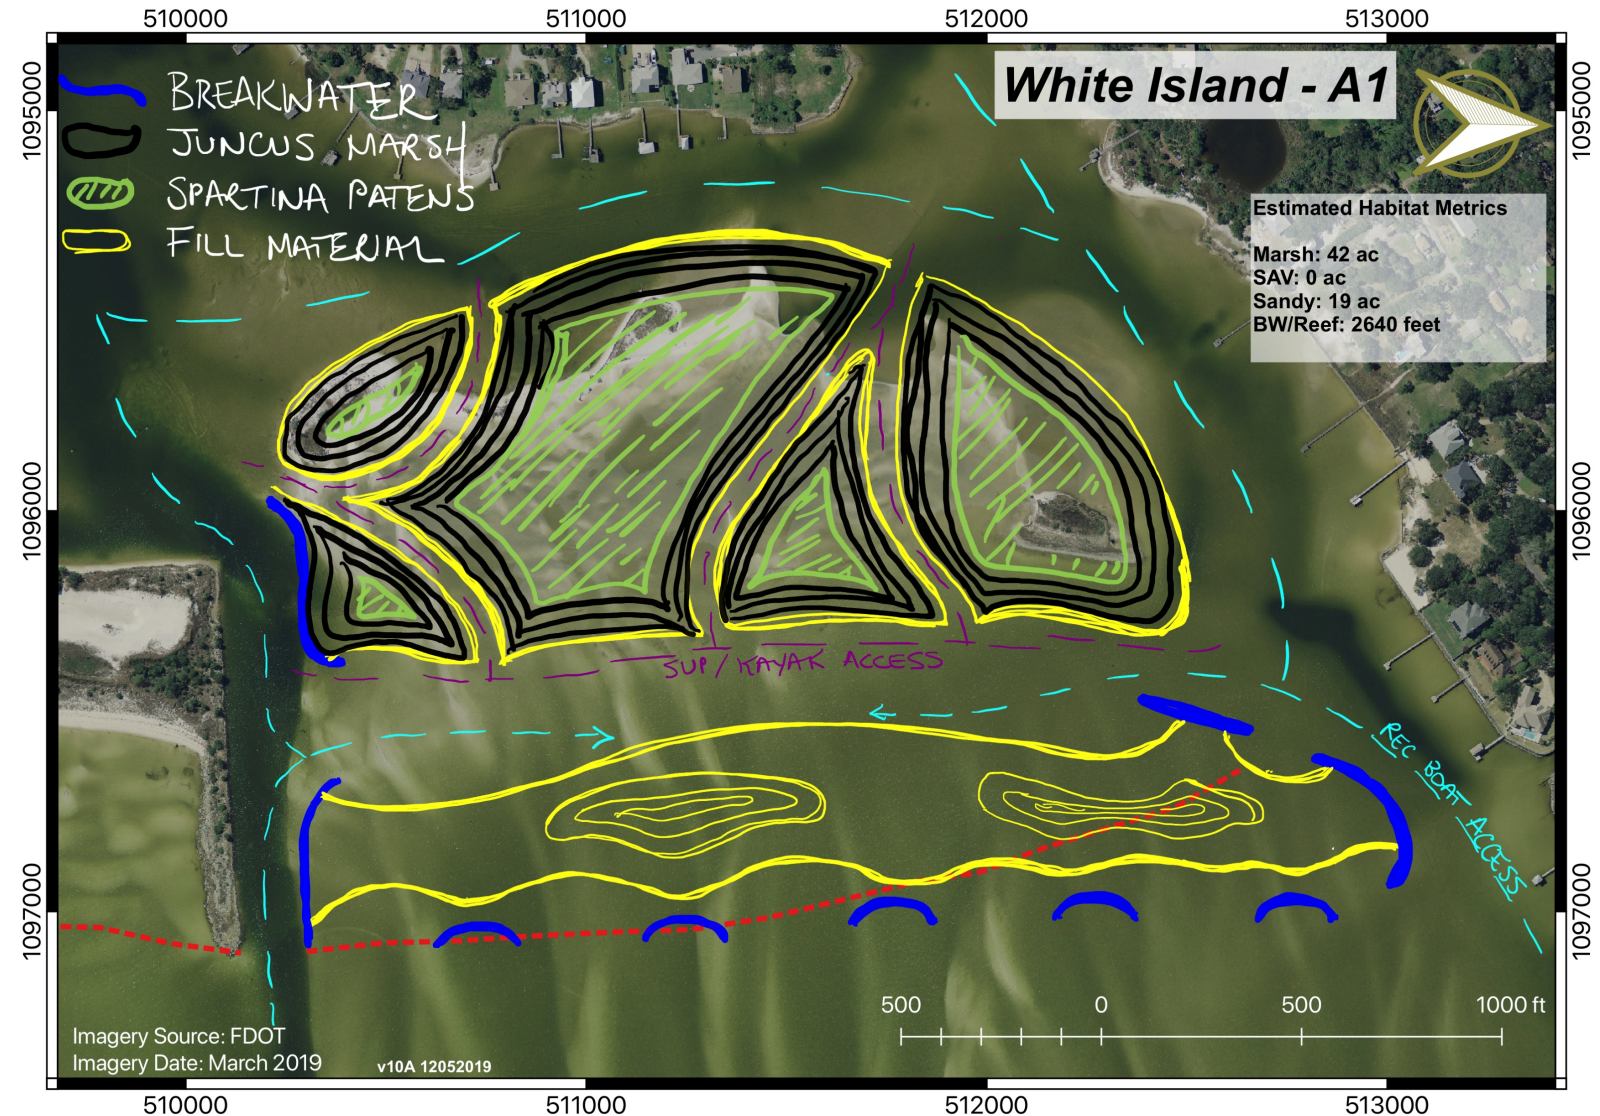 510000 511000 512000 513000
1095000
1096000
1097000
BREAKWATER
JUNCUS MARSH
SPARTINA PATENS
FILL MATERIAL
White Island - A1
Estimated Habitat Metrics
Marsh: 42 ac
SAV: 0 ac
Sandy: 19 ac
BW/Reef: 2640 feet
1095000
1096000
1097000
SUP/KAYAK ACCESS
REC BOAT ACCESS
500 0 500 1000 ft
Imagery Source: FDOT
Imagery Date: March 2019
v10A 12052019
510000 511000 512000 513000